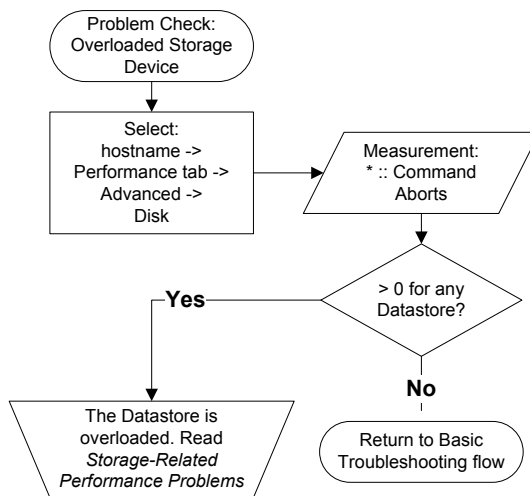 Problem Check:
Overloaded Storage
Device
Select:
hostname ->
Performance tab ->
Advanced ->
Disk
Measurement:
* :: Command
Aborts
> 0 for any
Datastore?
Yes
No
The Datastore is
overloaded. Read
Storage-Related
Performance Problems
Return to Basic
Troubleshooting flow